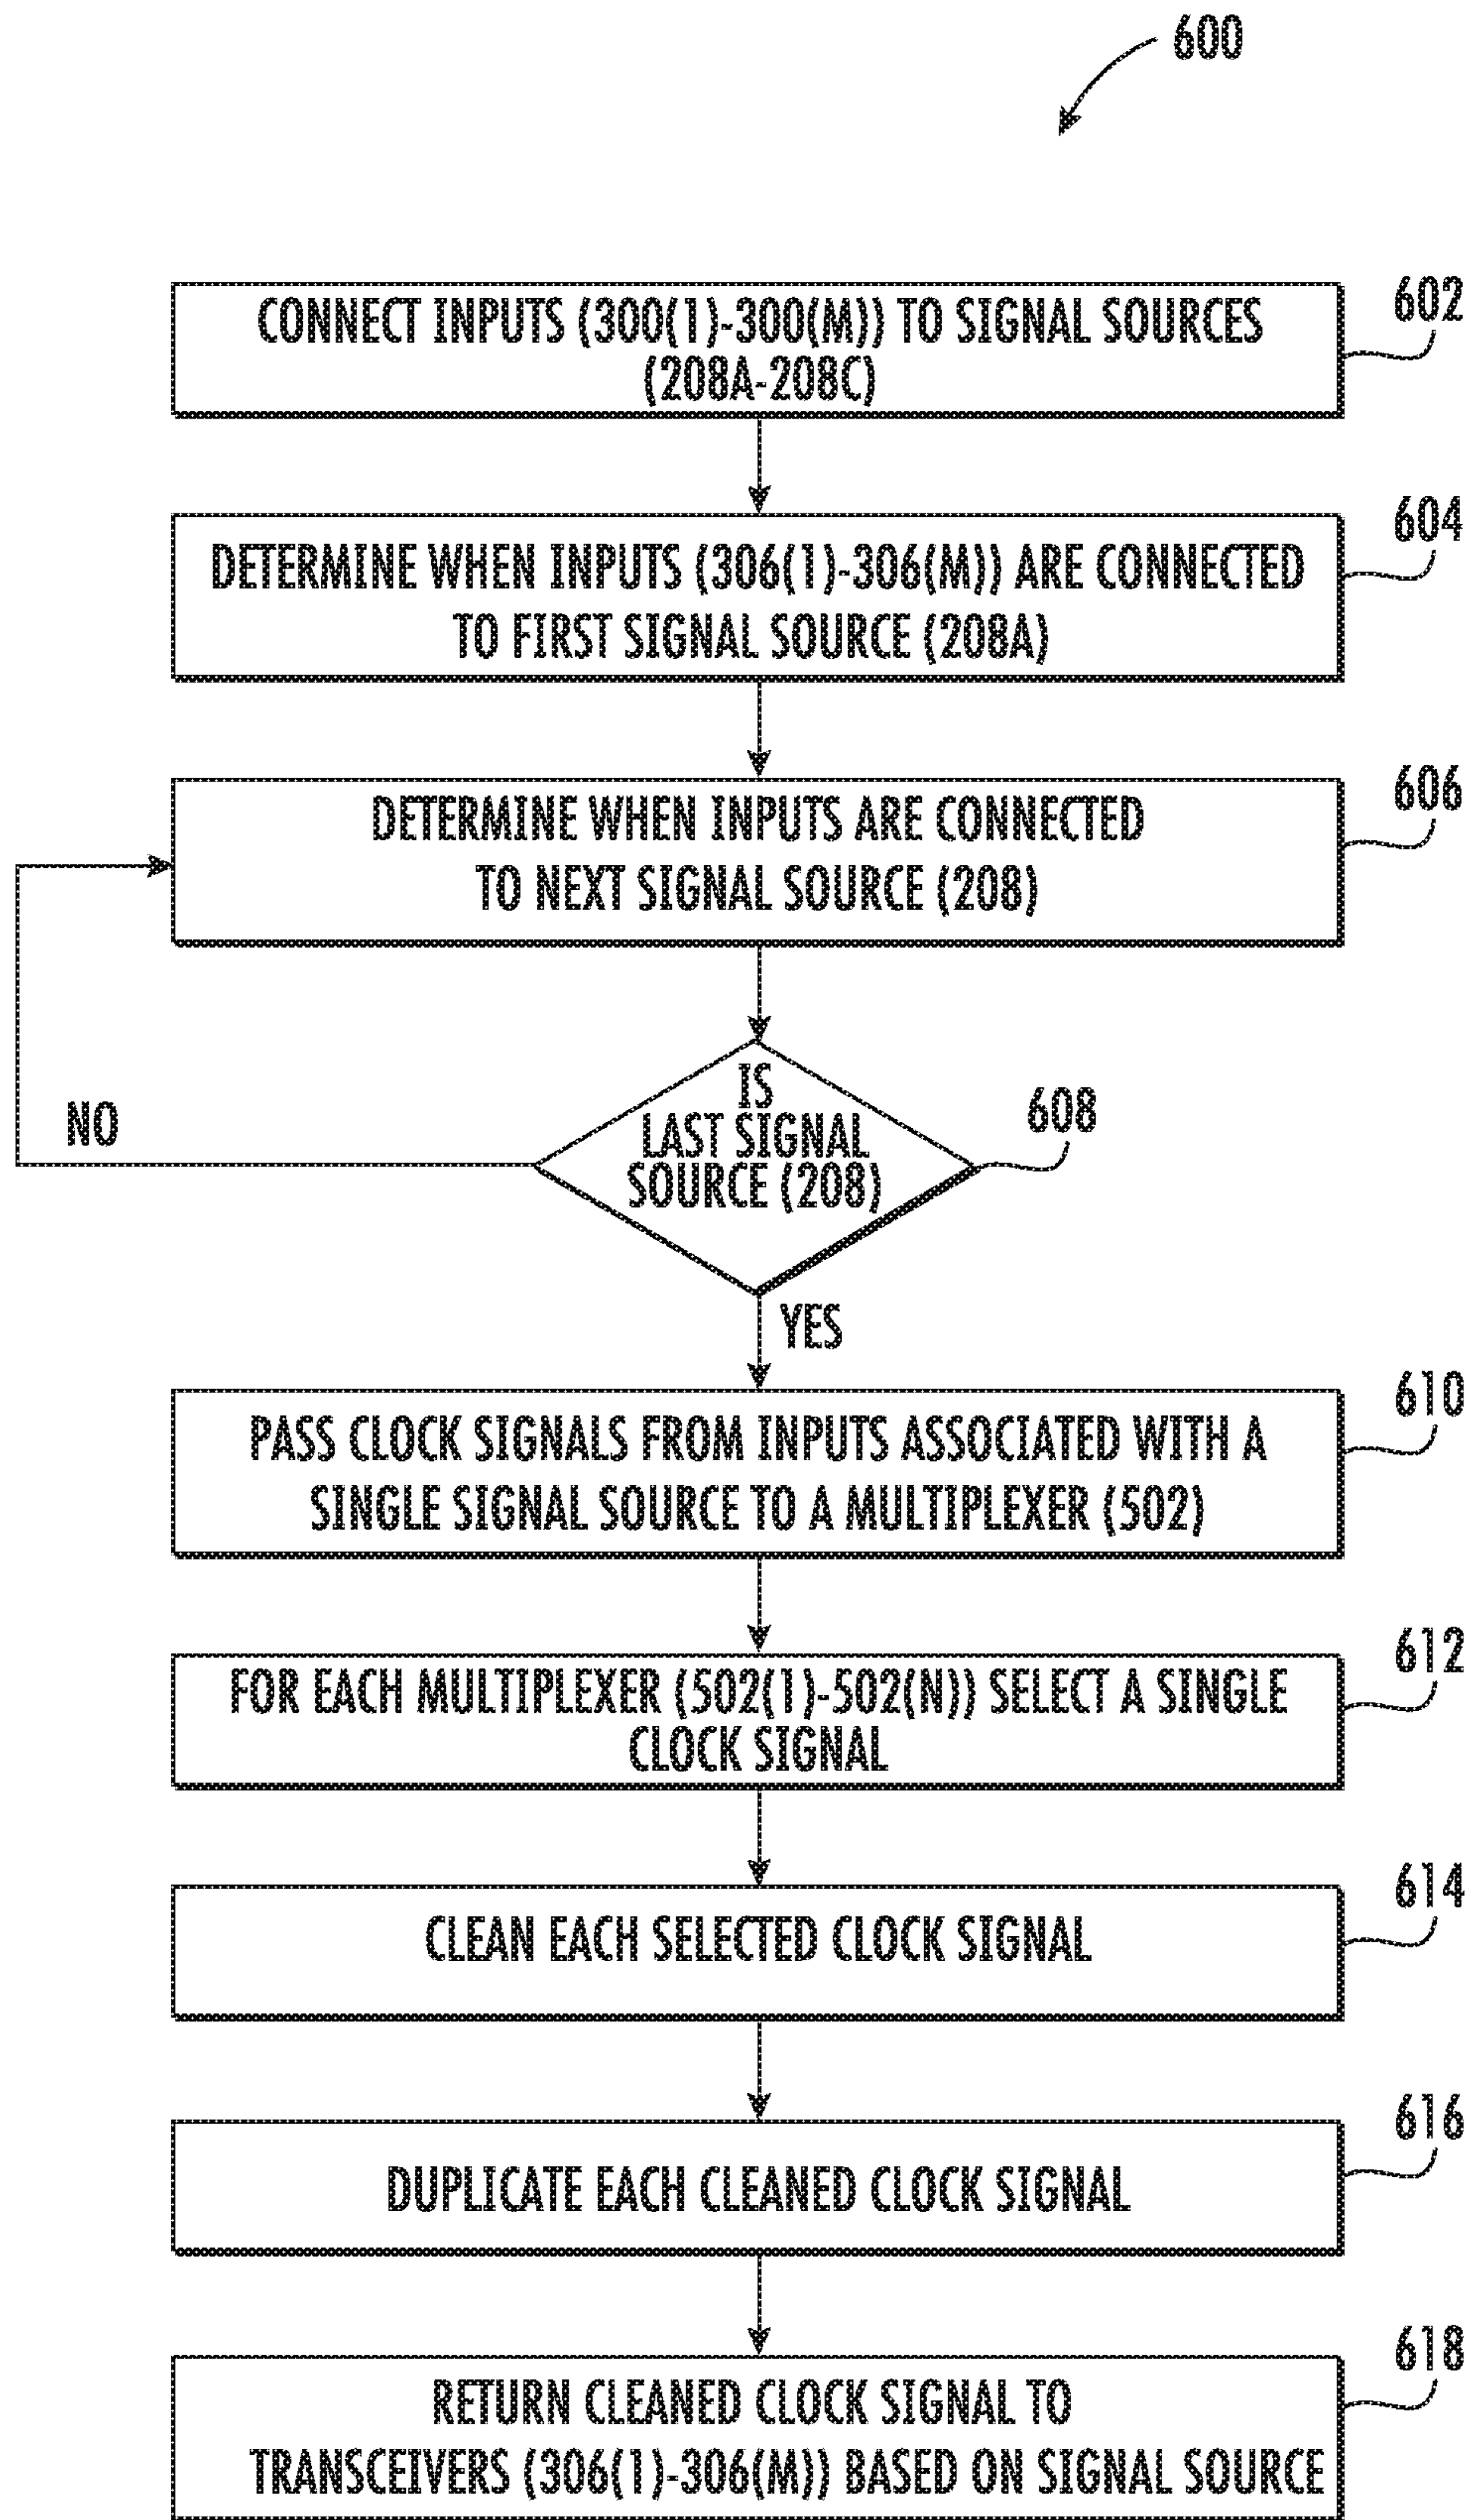 600
CONNECT INPUTS (300(1)-300(M)) TO SIGNAL SOURCES
(208A-208C)
602
DETERMINE WHEN INPUTS (306(1)-306(M)) ARE CONNECTED
TO FIRST SIGNAL SOURCE (208A)
604
DETERMINE WHEN INPUTS ARE CONNECTED
TO NEXT SIGNAL SOURCE (208)
606
IS
LAST SIGNAL
SOURCE (208)
608
NO
YES
PASS CLOCK SIGNALS FROM INPUTS ASSOCIATED WITH A
SINGLE SIGNAL SOURCE TO A MULTIPLEXER (502)
610
FOR EACH MULTIPLEXER (502(1)-502(N)) SELECT A SINGLE
CLOCK SIGNAL
612
CLEAN EACH SELECTED CLOCK SIGNAL
614
DUPLICATE EACH CLEANED CLOCK SIGNAL
616
RETURN CLEANED CLOCK SIGNAL TO
TRANSCEIVERS (306(1)-306(M)) BASED ON SIGNAL SOURCE
618